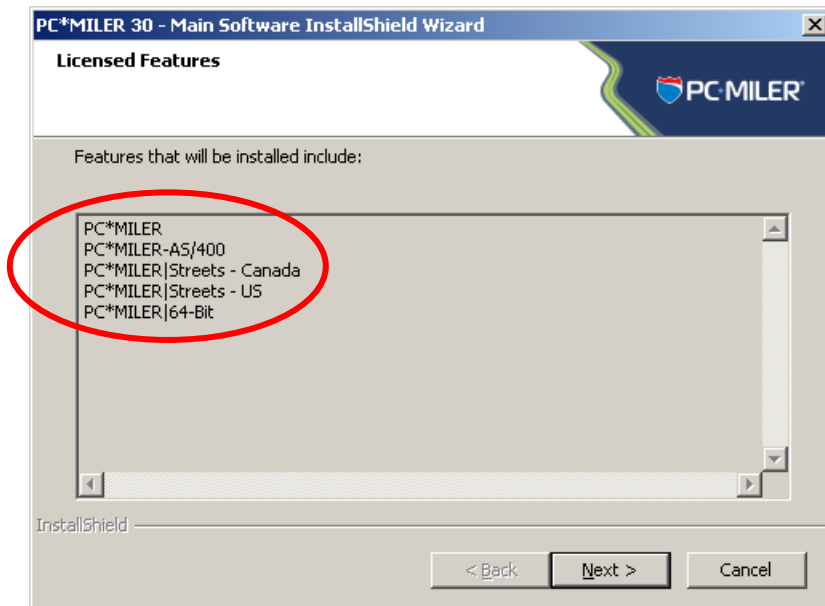 PC*MILER 30 - Main Software InstallShield Wizard
Licensed Features
PC*MILER
Features that will be installed include:
PC*MILER
PC*MILER-AS/400
PC*MILER|Streets - Canada
PC*MILER|Streets - US
PC*MILER|64-Bit
InstallShield
< Back
Next >
Cancel